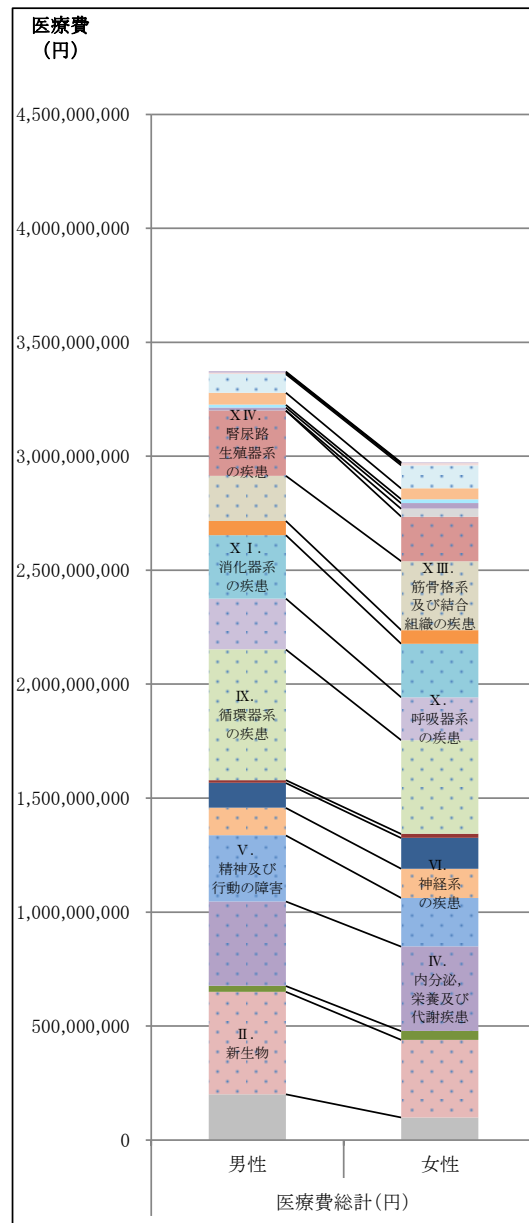 医療費
(円)
4,500,000,000
4,000,000,000
3,500,000,000
3,000,000,000
2,500,000,000
2,000,000,000
1,500,000,000
1,000,000,000
500,000,000
0
ⅩⅣ.
腎尿路
生殖器系
の疾患
ⅩⅠ.
消化器系
の疾患
Ⅸ.
循環器系
の疾患
Ⅴ.
精神及び
行動の障害
Ⅱ.
新生物
ⅩⅢ.
筋骨格系
及び結合
組織の疾患
Ⅹ.
呼吸器系
の疾患
Ⅵ.
神経系
の疾患
Ⅳ.
内分泌,
栄養及び
代謝疾患
男性
女性
医療費総計(円)